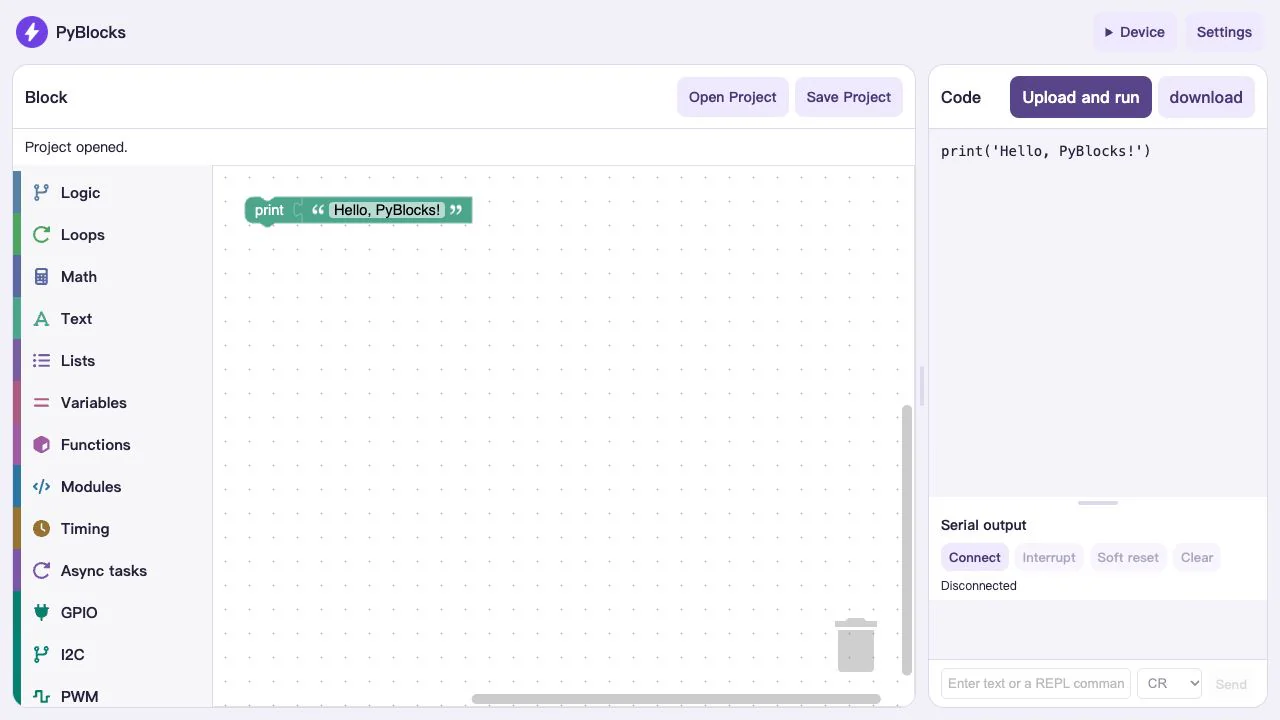 PyBlocks
Device
Settings
Block
Open Project
Save Project
Code
Upload and run
download
Project opened.
print('Hello, PyBlocks!')
Logic
Loops
Math
Text
Lists
Variables
Functions
Modules
Timing
Async tasks
GPIO
I2C
PWM
print “ Hello, PyBlocks! ”
Serial output
Connect
Interrupt
Soft reset
Clear
Disconnected
Enter text or a REPL comman
CR
Send